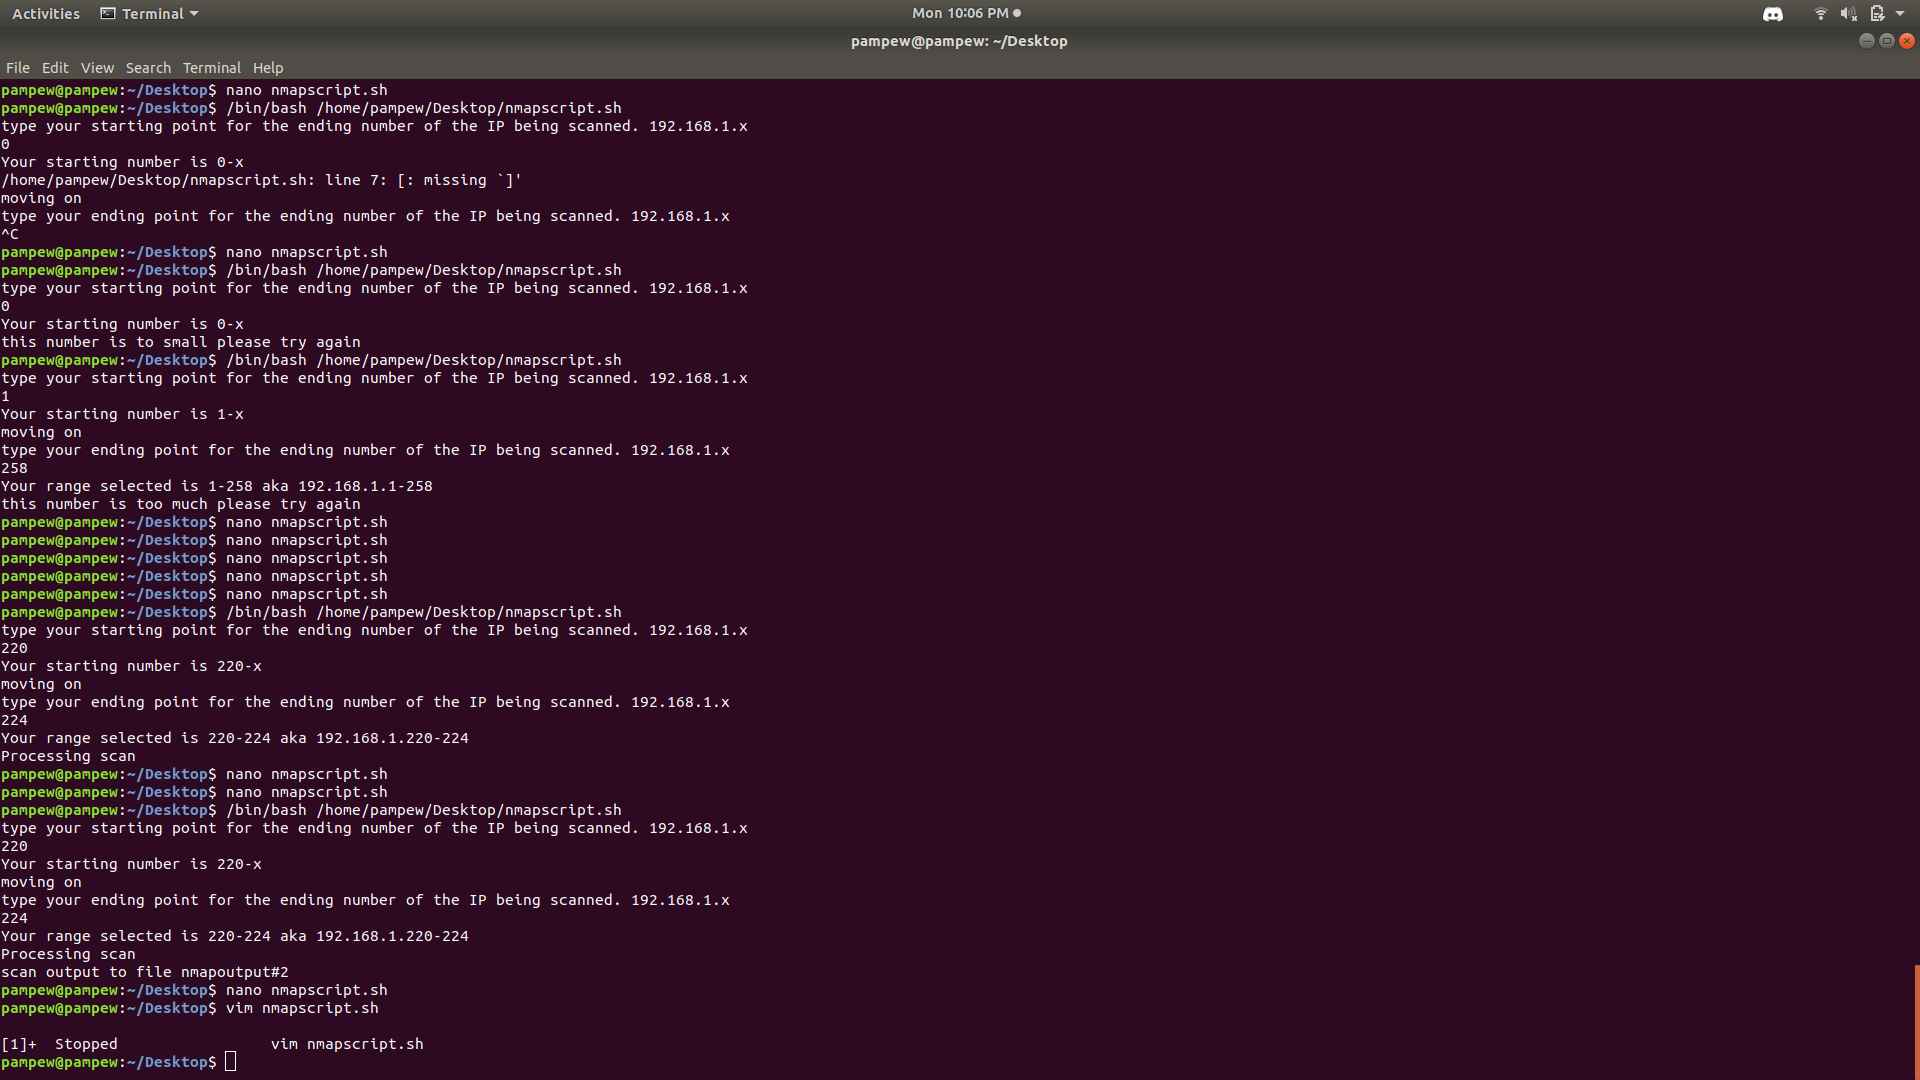 Activities Terminal Mon 10:06 PM
pampew@pampew: ~/Desktop
File Edit View Search Terminal Help
pampew@pampew:~/Desktop$ nano nmapscript.sh
pampew@pampew:~/Desktop$ /bin/bash /home/pampew/Desktop/nmapscript.sh
type your starting point for the ending number of the IP being scanned. 192.168.1.x
0
Your starting number is 0-x
/home/pampew/Desktop/nmapscript.sh: line 7: [: missing `]'
moving on
type your ending point for the ending number of the IP being scanned. 192.168.1.x
^C
pampew@pampew:~/Desktop$ nano nmapscript.sh
pampew@pampew:~/Desktop$ /bin/bash /home/pampew/Desktop/nmapscript.sh
type your starting point for the ending number of the IP being scanned. 192.168.1.x
0
Your starting number is 0-x
this number is to small please try again
pampew@pampew:~/Desktop$ /bin/bash /home/pampew/Desktop/nmapscript.sh
type your starting point for the ending number of the IP being scanned. 192.168.1.x
1
Your starting number is 1-x
moving on
type your ending point for the ending number of the IP being scanned. 192.168.1.x
258
Your range selected is 1-258 aka 192.168.1.1-258
this number is too much please try again
pampew@pampew:~/Desktop$ nano nmapscript.sh
pampew@pampew:~/Desktop$ nano nmapscript.sh
pampew@pampew:~/Desktop$ nano nmapscript.sh
pampew@pampew:~/Desktop$ nano nmapscript.sh
pampew@pampew:~/Desktop$ nano nmapscript.sh
pampew@pampew:~/Desktop$ /bin/bash /home/pampew/Desktop/nmapscript.sh
type your starting point for the ending number of the IP being scanned. 192.168.1.x
220
Your starting number is 220-x
moving on
type your ending point for the ending number of the IP being scanned. 192.168.1.x
224
Your range selected is 220-224 aka 192.168.1.220-224
Processing scan
pampew@pampew:~/Desktop$ nano nmapscript.sh
pampew@pampew:~/Desktop$ nano nmapscript.sh
pampew@pampew:~/Desktop$ /bin/bash /home/pampew/Desktop/nmapscript.sh
type your starting point for the ending number of the IP being scanned. 192.168.1.x
220
Your starting number is 220-x
moving on
type your ending point for the ending number of the IP being scanned. 192.168.1.x
224
Your range selected is 220-224 aka 192.168.1.220-224
Processing scan
scan output to file nmapoutput#2
pampew@pampew:~/Desktop$ nano nmapscript.sh
pampew@pampew:~/Desktop$ vim nmapscript.sh
[1]+  Stopped                 vim nmapscript.sh
pampew@pampew:~/Desktop$